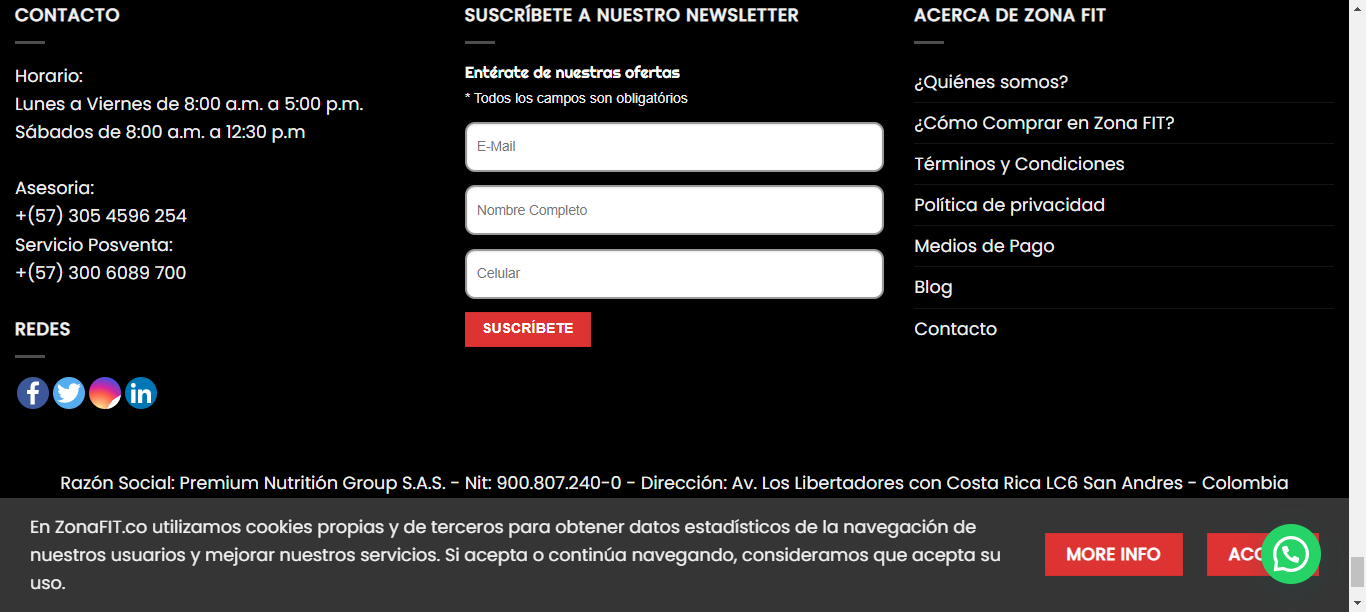 CONTACTO
Horario:
Lunes a Viernes de 8:00 a.m. a 5:00 p.m.
Sábados de 8:00 a.m. a 12:30 p.m
Asesoria:
+(57) 305 4596 254
Servicio Posventa:
+(57) 300 6089 700
REDES
SUSCRÍBETE A NUESTRO NEWSLETTER
Entérate de nuestras ofertas
* Todos los campos son obligatórios
E-Mail
Nombre Completo
Celular
SUSCRÍBETE
ACERCA DE ZONA FIT
¿Quiénes somos?
¿Cómo Comprar en Zona FIT?
Términos y Condiciones
Política de privacidad
Medios de Pago
Blog
Contacto
Razón Social: Premium Nutritión Group S.A.S. - Nit: 900.807.240-0 - Dirección: Av. Los Libertadores con Costa Rica LC6 San Andres - Colombia
En ZonaFIT.co utilizamos cookies propias y de terceros para obtener datos estadísticos de la navegación de
nuestros usuarios y mejorar nuestros servicios. Si acepta o continúa navegando, consideramos que acepta su
uso.
MORE INFO